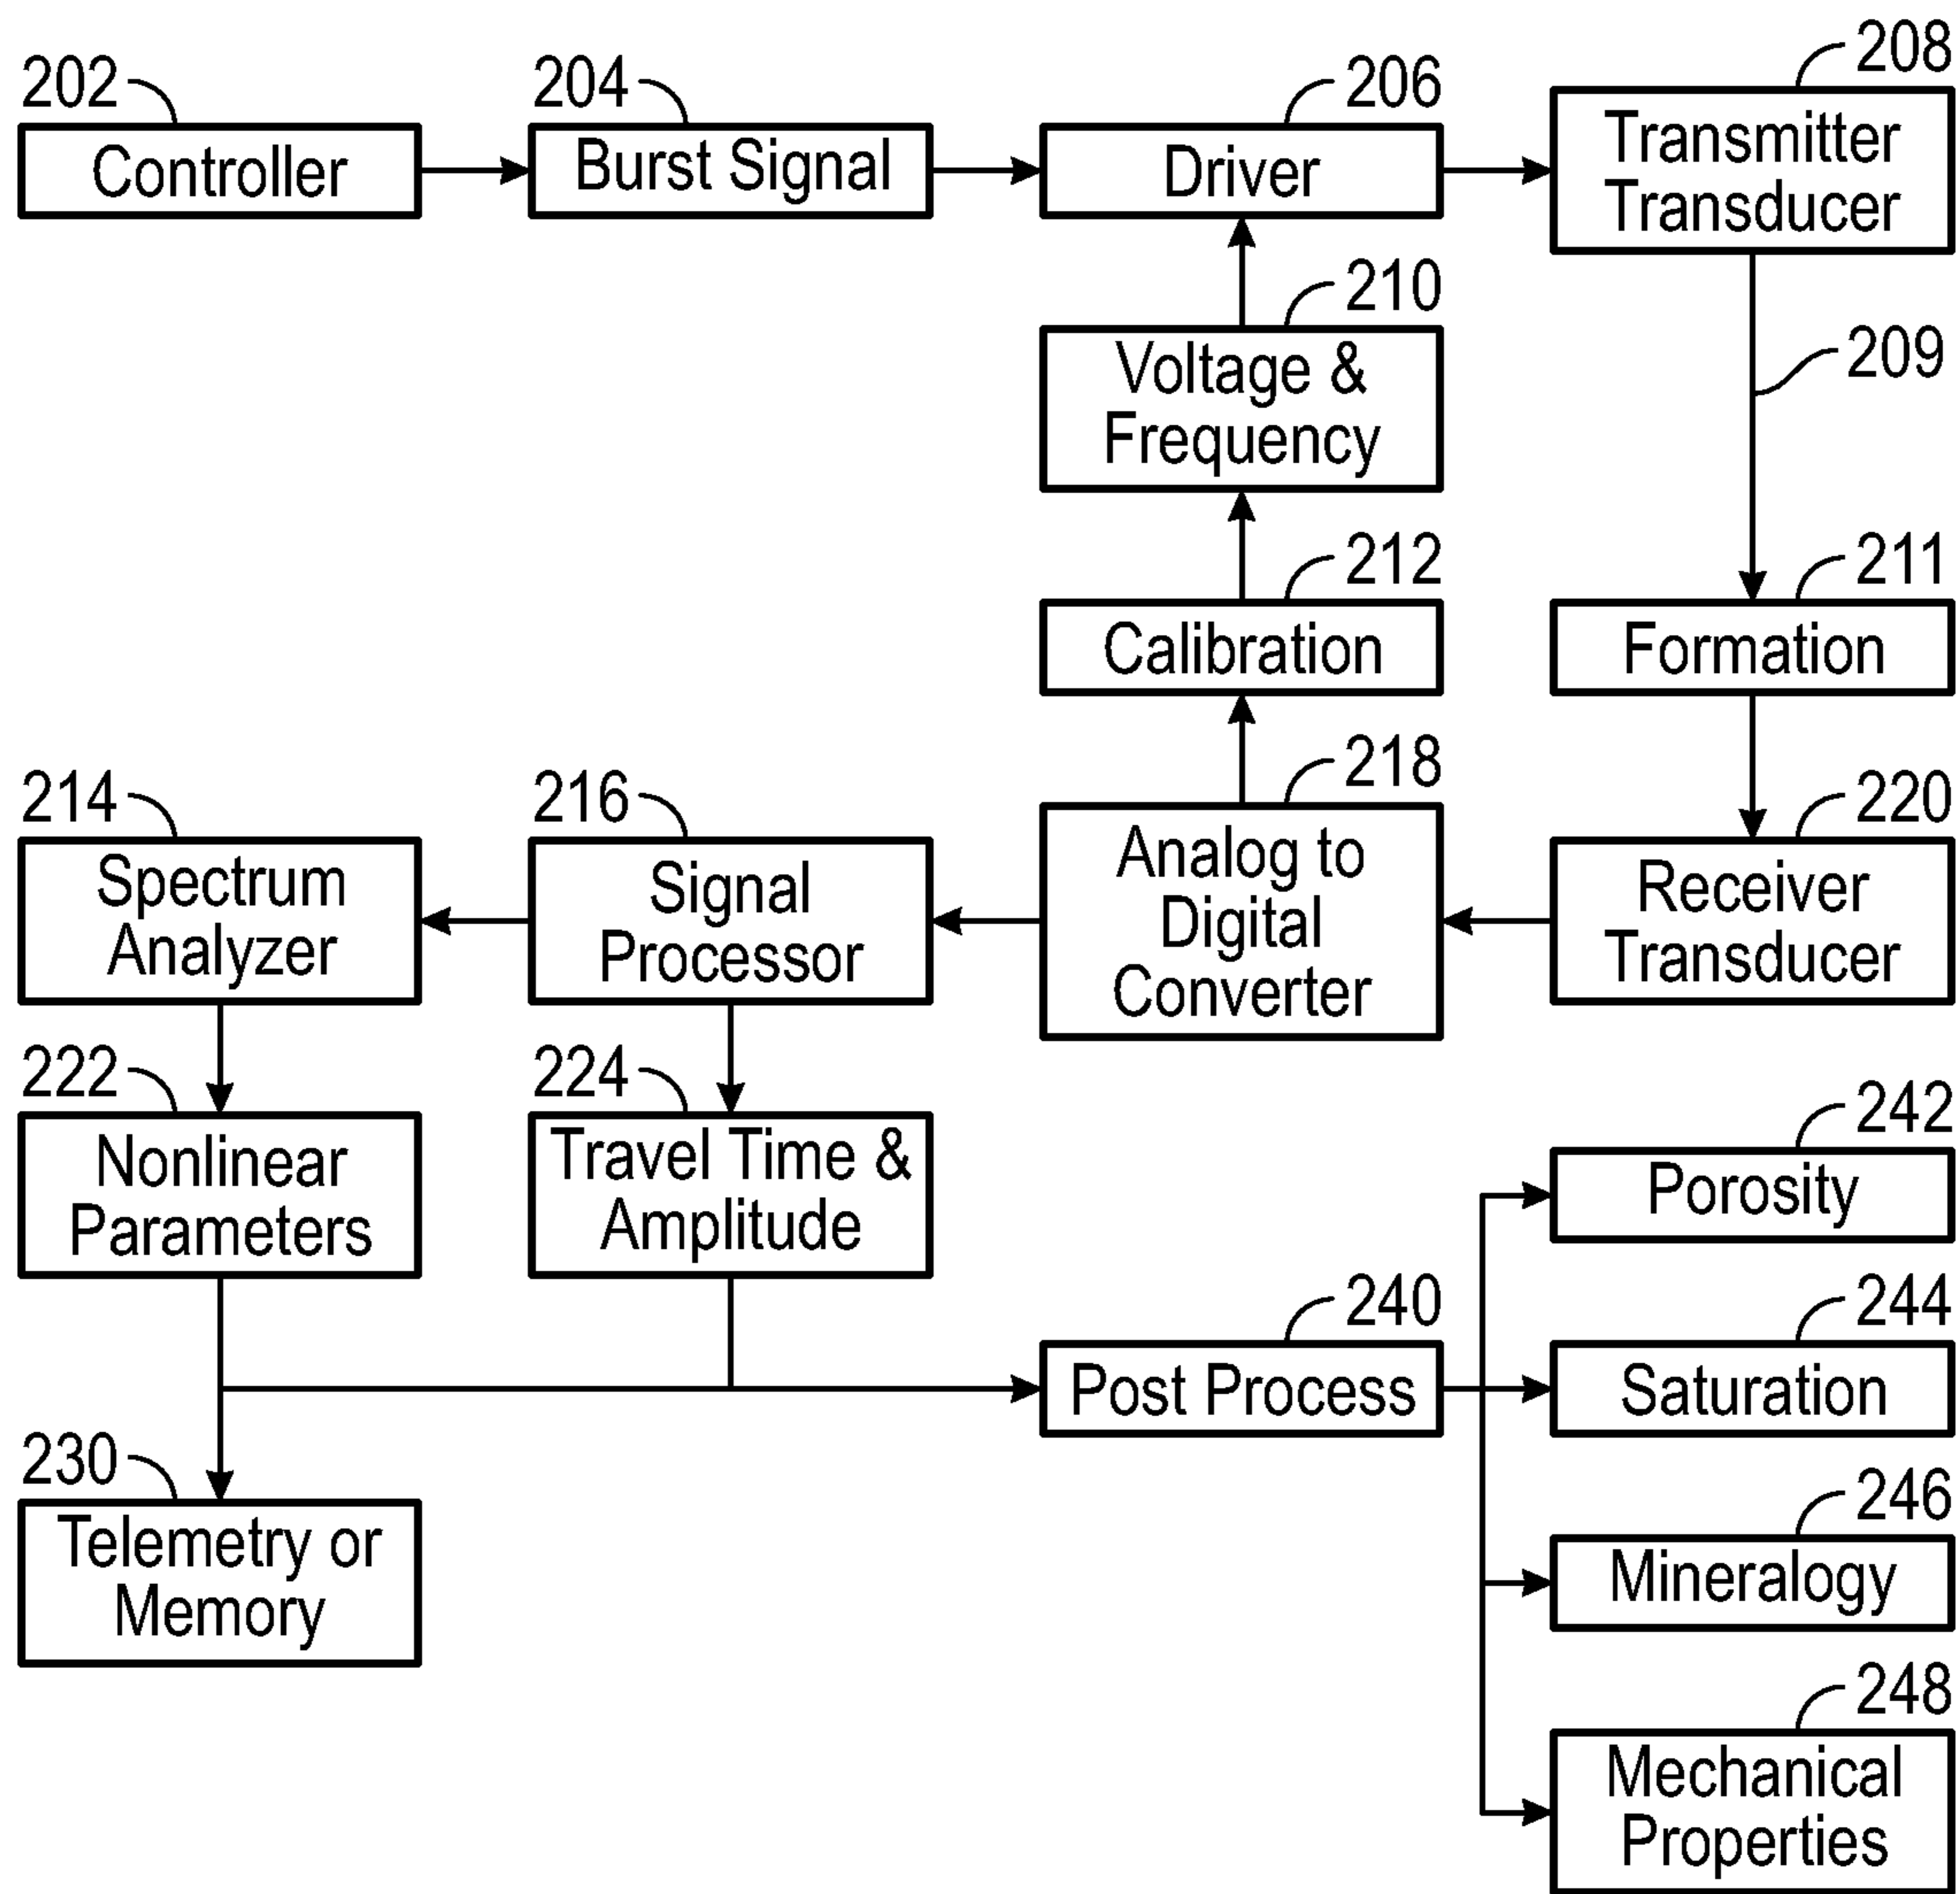 202
Controller
204
Burst Signal
206
Driver
208
Transmitter
Transducer
209
210
Voltage &
Frequency
211
Formation
212
Calibration
214
Spectrum
Analyzer
216
Signal
Processor
218
Analog to
Digital
Converter
220
Receiver
Transducer
222
Nonlinear
Parameters
224
Travel Time &
Amplitude
230
Telemetry or
Memory
240
Post Process
242
Porosity
244
Saturation
246
Mineralogy
248
Mechanical
Properties